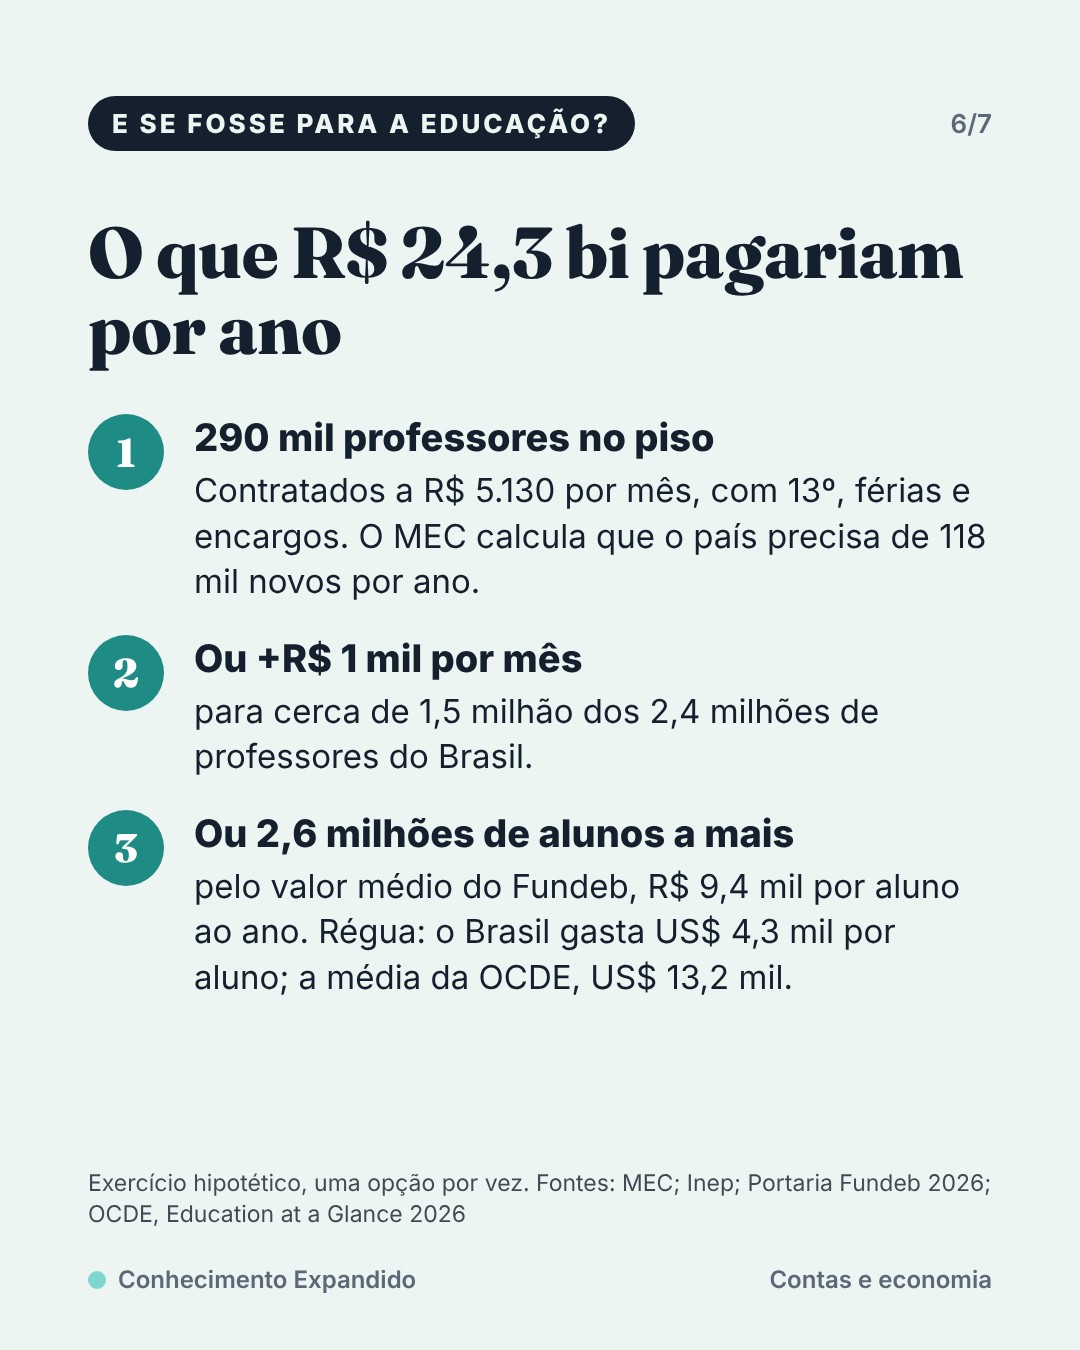 E SE FOSSE PARA A EDUCAÇÃO?
6/7
O que R$ 24,3 bi pagariam
por ano
1
290 mil professores no piso
Contratados a R$ 5.130 por mês, com 13º, férias e
encargos. O MEC calcula que o país precisa de 118
mil novos por ano.
2
Ou +R$ 1 mil por mês
para cerca de 1,5 milhão dos 2,4 milhões de
professores do Brasil.
3
Ou 2,6 milhões de alunos a mais
pelo valor médio do Fundeb, R$ 9,4 mil por aluno
ao ano. Régua: o Brasil gasta US$ 4,3 mil por
aluno; a média da OCDE, US$ 13,2 mil.
Exercício hipotético, uma opção por vez. Fontes: MEC; Inep; Portaria Fundeb 2026;
OCDE, Education at a Glance 2026
Conhecimento Expandido
Contas e economia